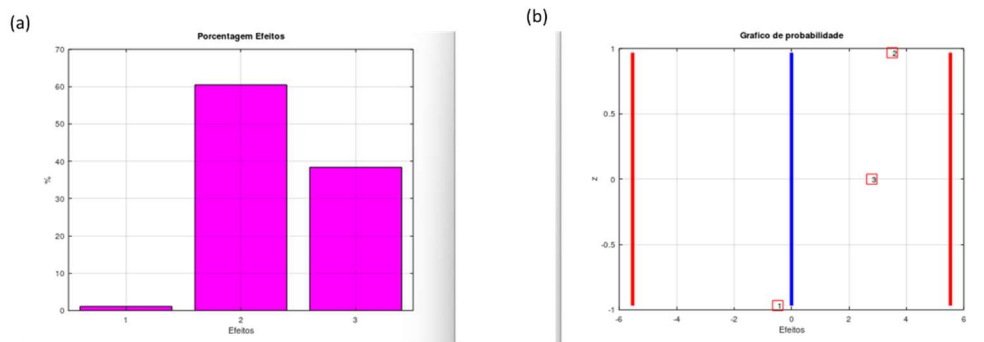 (a)
Porcentagem Efeitos
70
60
50
40
30
20
10
0
%
1 2 3
Efeitos
(b)
Grafico de probabilidade
1
0.5
0
-0.5
-1
z
2
3
1
-6 -4 -2 0 2 4 6
Efeitos